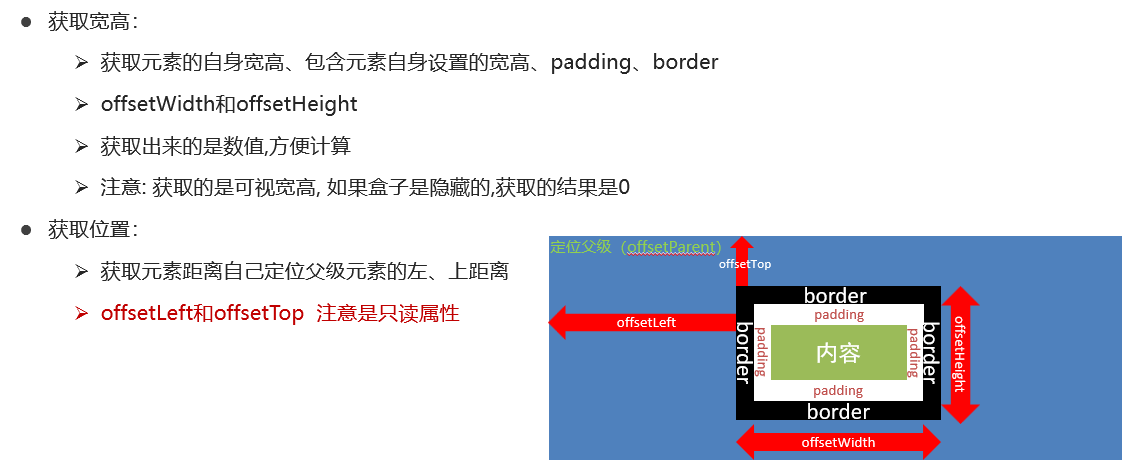 获取宽高：
获取元素的自身宽高、包含元素自身设置的宽高、padding、border
offsetWidth和offsetHeight
获取出来的是数值,方便计算
注意: 获取的是可视宽高, 如果盒子是隐藏的,获取的结果是0
获取位置：
获取元素距离自己定位父级元素的左、上距离
offsetLeft和offsetTop 注意是只读属性
定位父级（offsetParent）
offsetTop
border
padding
offsetLeft
border
padding
内容
padding
border
offsetHeight
padding
border
offsetWidth